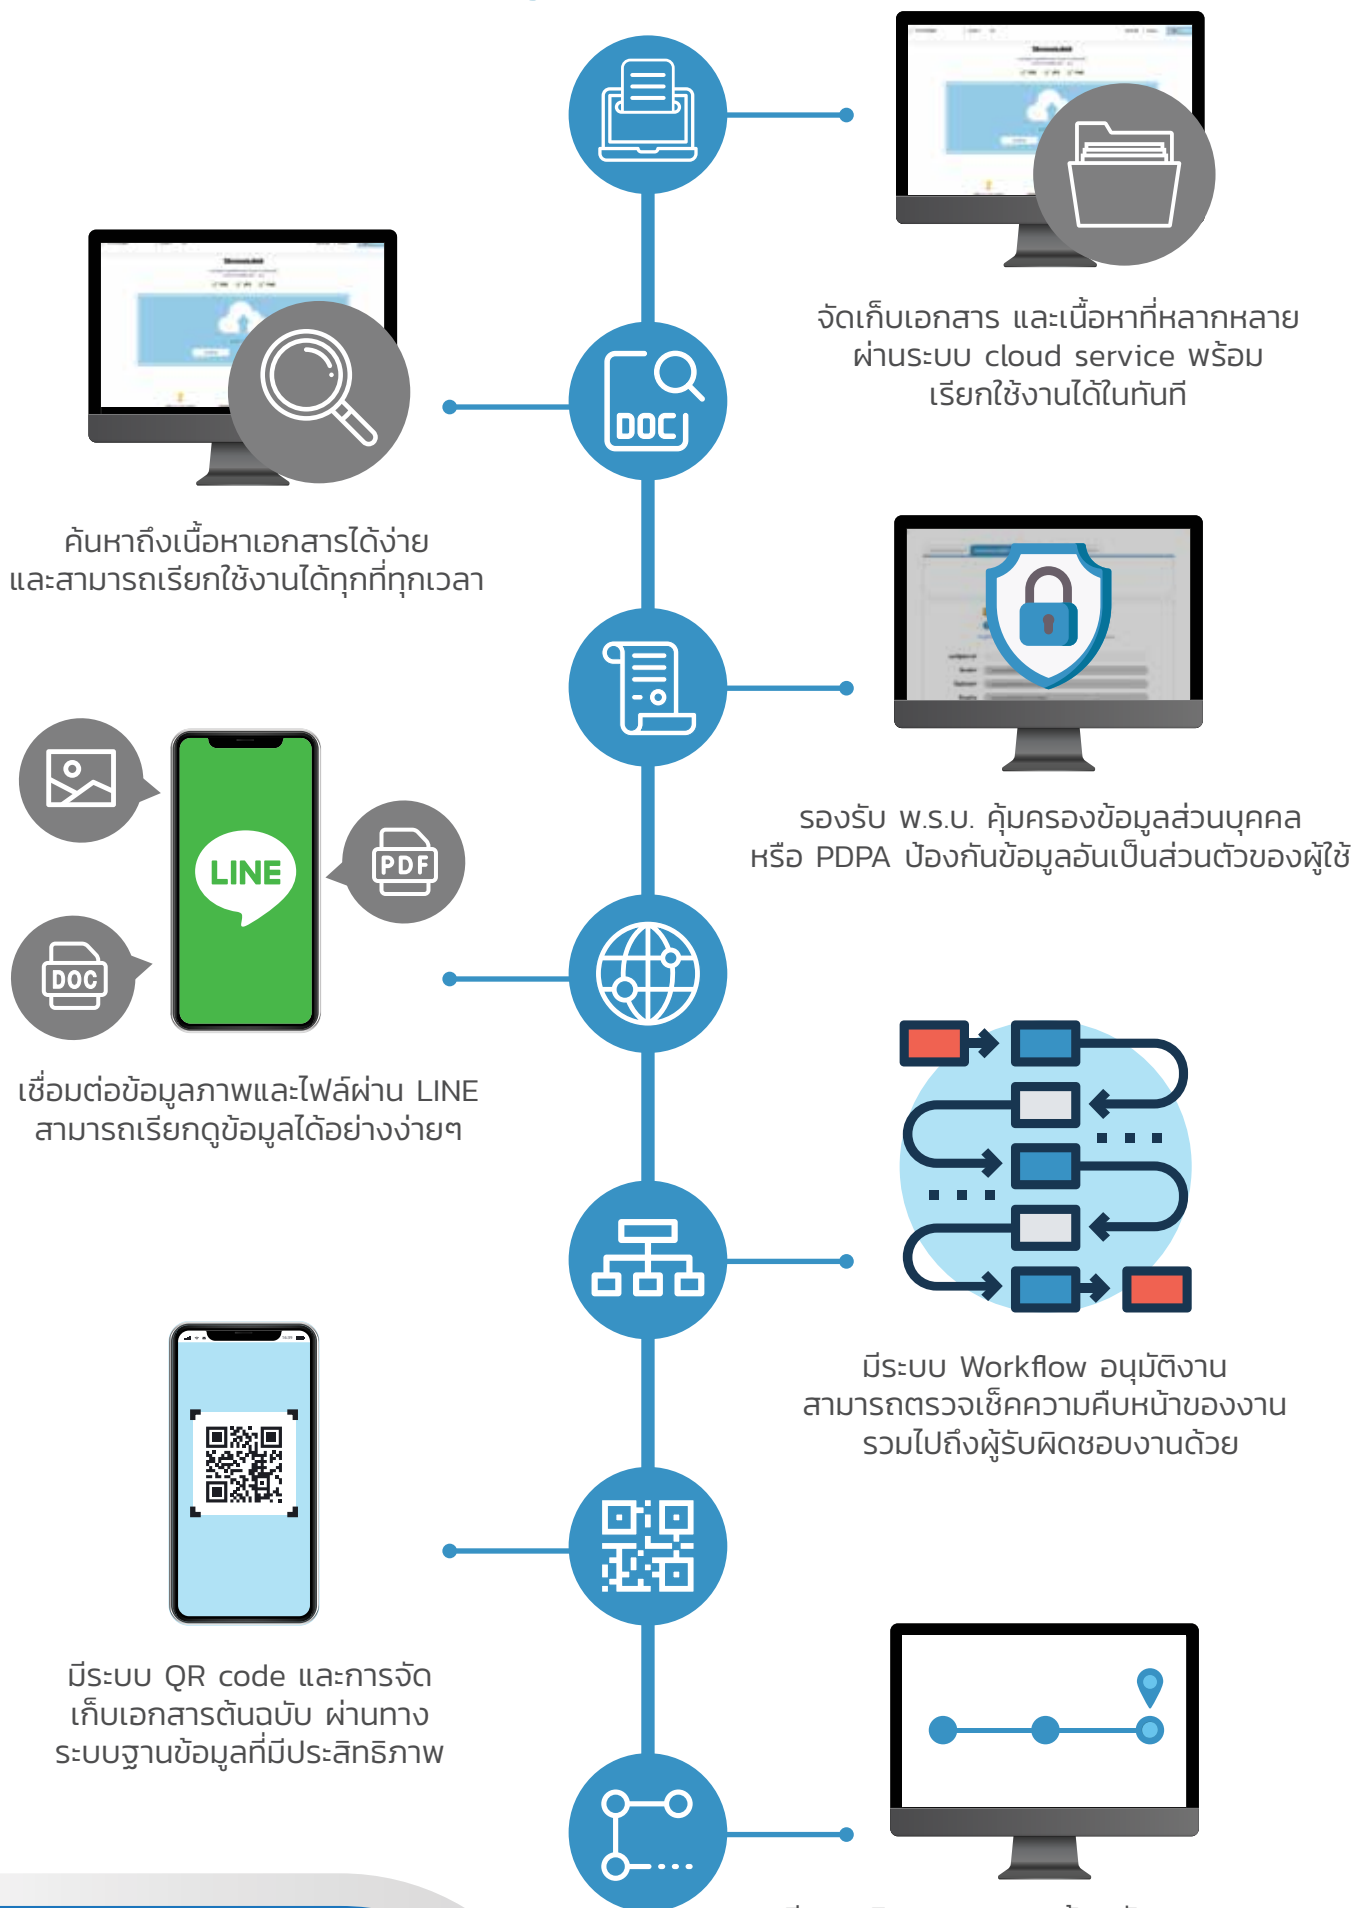 จัดเก็บเอกสาร และเนื้อหาที่หลากหลาย
ผ่านระบบ cloud service พร้อม
เรียกใช้งานได้ในทันที
DOC
ค้นหาถึงเนื้อหาเอกสารได้ง่าย
และสามารถเรียกใช้งานได้ทุกที่ทุกเวลา
รองรับ พ.ร.บ. คุ้มครองข้อมูลส่วนบุคคล
หรือ PDPA ป้องกันข้อมูลอันเป็นส่วนตัวของผู้ใช้
LINE
PDF
DOC
เชื่อมต่อข้อมูลภาพและไฟล์ผ่าน LINE
สามารถเรียกดูข้อมูลได้อย่างง่ายๆ
มีระบบ Workflow อนุมัติงาน
สามารถตรวจเช็คความคืบหน้าของงาน
รวมไปถึงผู้รับผิดชอบงานด้วย
มีระบบ QR code และการจัด
เก็บเอกสารต้นฉบับ ผ่านทาง
ระบบฐานข้อมูลที่มีประสิทธิภาพ